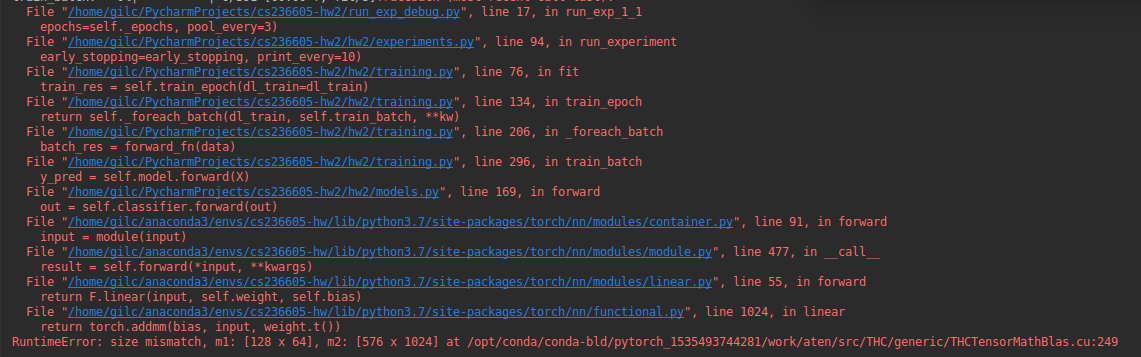 File "/home/gilc/PycharmProjects/cs236605-hw2/run_exp_debug.py", line 17, in run_exp_1_1
epochs=self._epochs, pool_every=3)
File "/home/gilc/PycharmProjects/cs236605-hw2/hw2/experiments.py", line 94, in run_experiment
early_stopping=early_stopping, print_every=10)
File "/home/gilc/PycharmProjects/cs236605-hw2/hw2/training.py", line 76, in fit
train_res = self.train_epoch(dl_train=dl_train)
File "/home/gilc/PycharmProjects/cs236605-hw2/hw2/training.py", line 134, in train_epoch
return self._foreach_batch(dl_train, self.train_batch, **kw)
File "/home/gilc/PycharmProjects/cs236605-hw2/hw2/training.py", line 206, in _foreach_batch
batch_res = forward_fn(data)
File "/home/gilc/PycharmProjects/cs236605-hw2/hw2/training.py", line 296, in train_batch
y_pred = self.model.forward(X)
File "/home/gilc/PycharmProjects/cs236605-hw2/hw2/models.py", line 169, in forward
out = self.classifier.forward(out)
File "/home/gilc/anaconda3/envs/cs236605-hw/lib/python3.7/site-packages/torch/nn/modules/container.py", line 91, in forward
input = module(input)
File "/home/gilc/anaconda3/envs/cs236605-hw/lib/python3.7/site-packages/torch/nn/modules/module.py", line 477, in __call__
result = self.forward(*input, **kwargs)
File "/home/gilc/anaconda3/envs/cs236605-hw/lib/python3.7/site-packages/torch/nn/modules/linear.py", line 55, in forward
return F.linear(input, self.weight, self.bias)
File "/home/gilc/anaconda3/envs/cs236605-hw/lib/python3.7/site-packages/torch/nn/functional.py", line 1024, in linear
return torch.addmm(bias, input, weight.t())
RuntimeError: size mismatch, m1: [128 x 64], m2: [576 x 1024] at /opt/conda/conda-bld/pytorch_1535493744281/work/aten/src/THC/generic/THCTensorMathBlas.cu:249